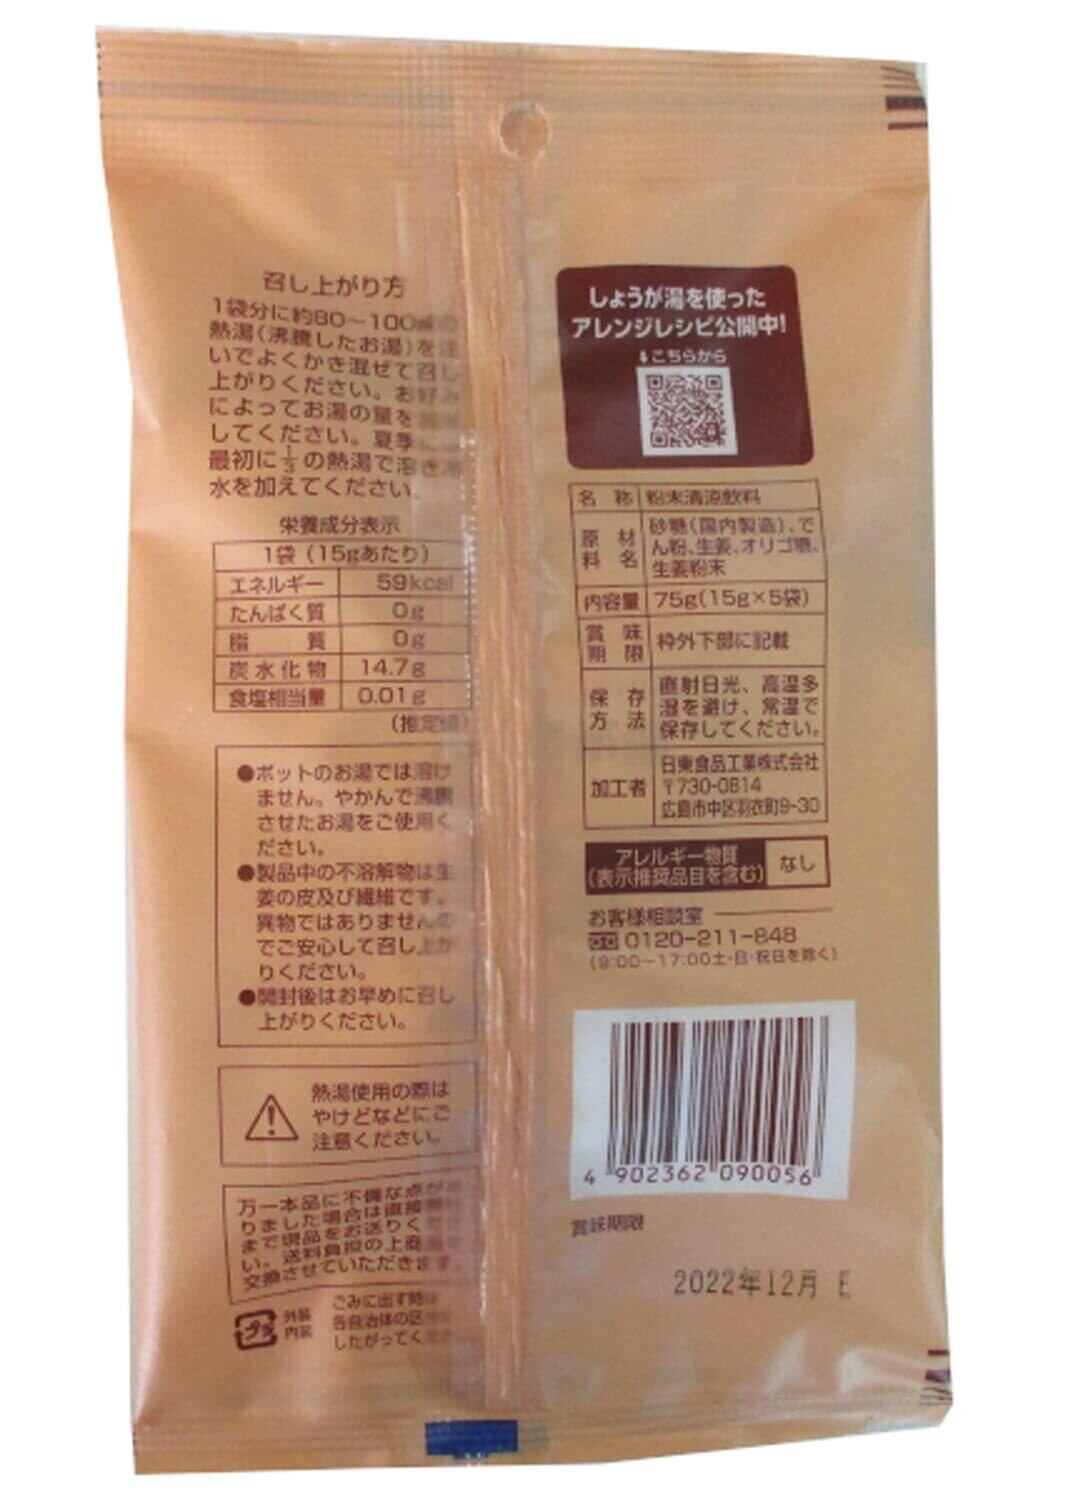 召し上がり方
1袋分に約80〜100
熱湯(沸騰したお湯)を注
いでよくかき混ぜて召し
上がりください。お好み
によってお湯の量を
してください。夏季
最初に1/3の熱湯で溶き
水を加えてください。
栄養成分表示
1袋(15gあたり)
エネルギー 59kcal
たんぱく質 0g
脂質 0g
炭水化物 14.7g
食塩相当量 0.01g
(推定値)
●ポットのお湯では溶け
ません。やかんで沸騰
させたお湯をご使用く
ださい。
●製品中の不溶解物は生
姜の皮及び繊維です。
異物ではありませんの
でご安心して召し上が
りください。
●開封後はお早めに召し
上がりください。
熱湯使用の際は
やけどなどにご
注意ください。
万一本品に不備な点が
りました場合は直接
まで現品をお送りく
い。送料負担の上商
交換させていただきます。
プラ
外装
内装
ごみに出す時は
各自治体の区分
したがってく
しょうが湯を使った
アレンジレシピ公開中!
⬇こちらから
名称 粉末清涼飲料
原材料名 砂糖(国内製造)、で
ん粉、生姜、オリゴ糖、
生姜粉末
内容量 75g(15g×5袋)
賞味期限 枠外下部に記載
保存方法 直射日光、高温多
湿を避け、常温で
保存してください。
加工者 日東食品工業株式会社
〒730-0814
広島市中区羽衣町9-30
アレルギー物質
(表示推奨品目を含む) なし
お客様相談室
0120-211-848
(9:00〜17:00土・日・祝日を除く)
4 902362 090056
賞味期限
2022年12月 E